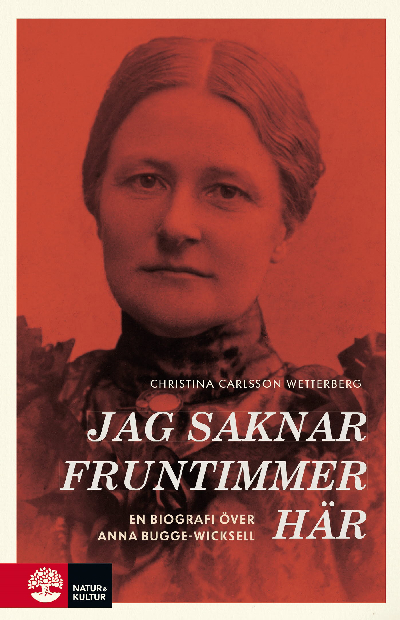 CHRISTINA CARLSSON WETTERBERG
JAG SAKNAR
FRUNTIMMER
HÄR
EN BIOGRAFI ÖVER
ANNA BUGGE-WICKSELL
NATUR &
KULTUR